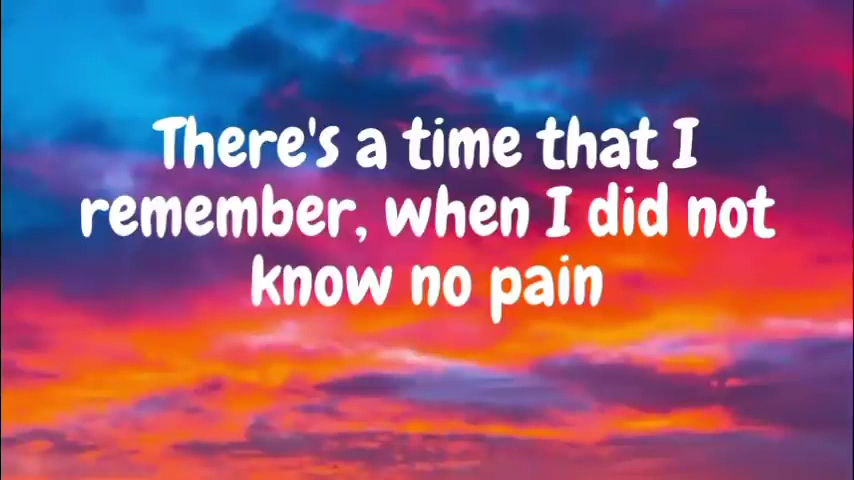 There's a time that I
remember, when I did not
know no pain